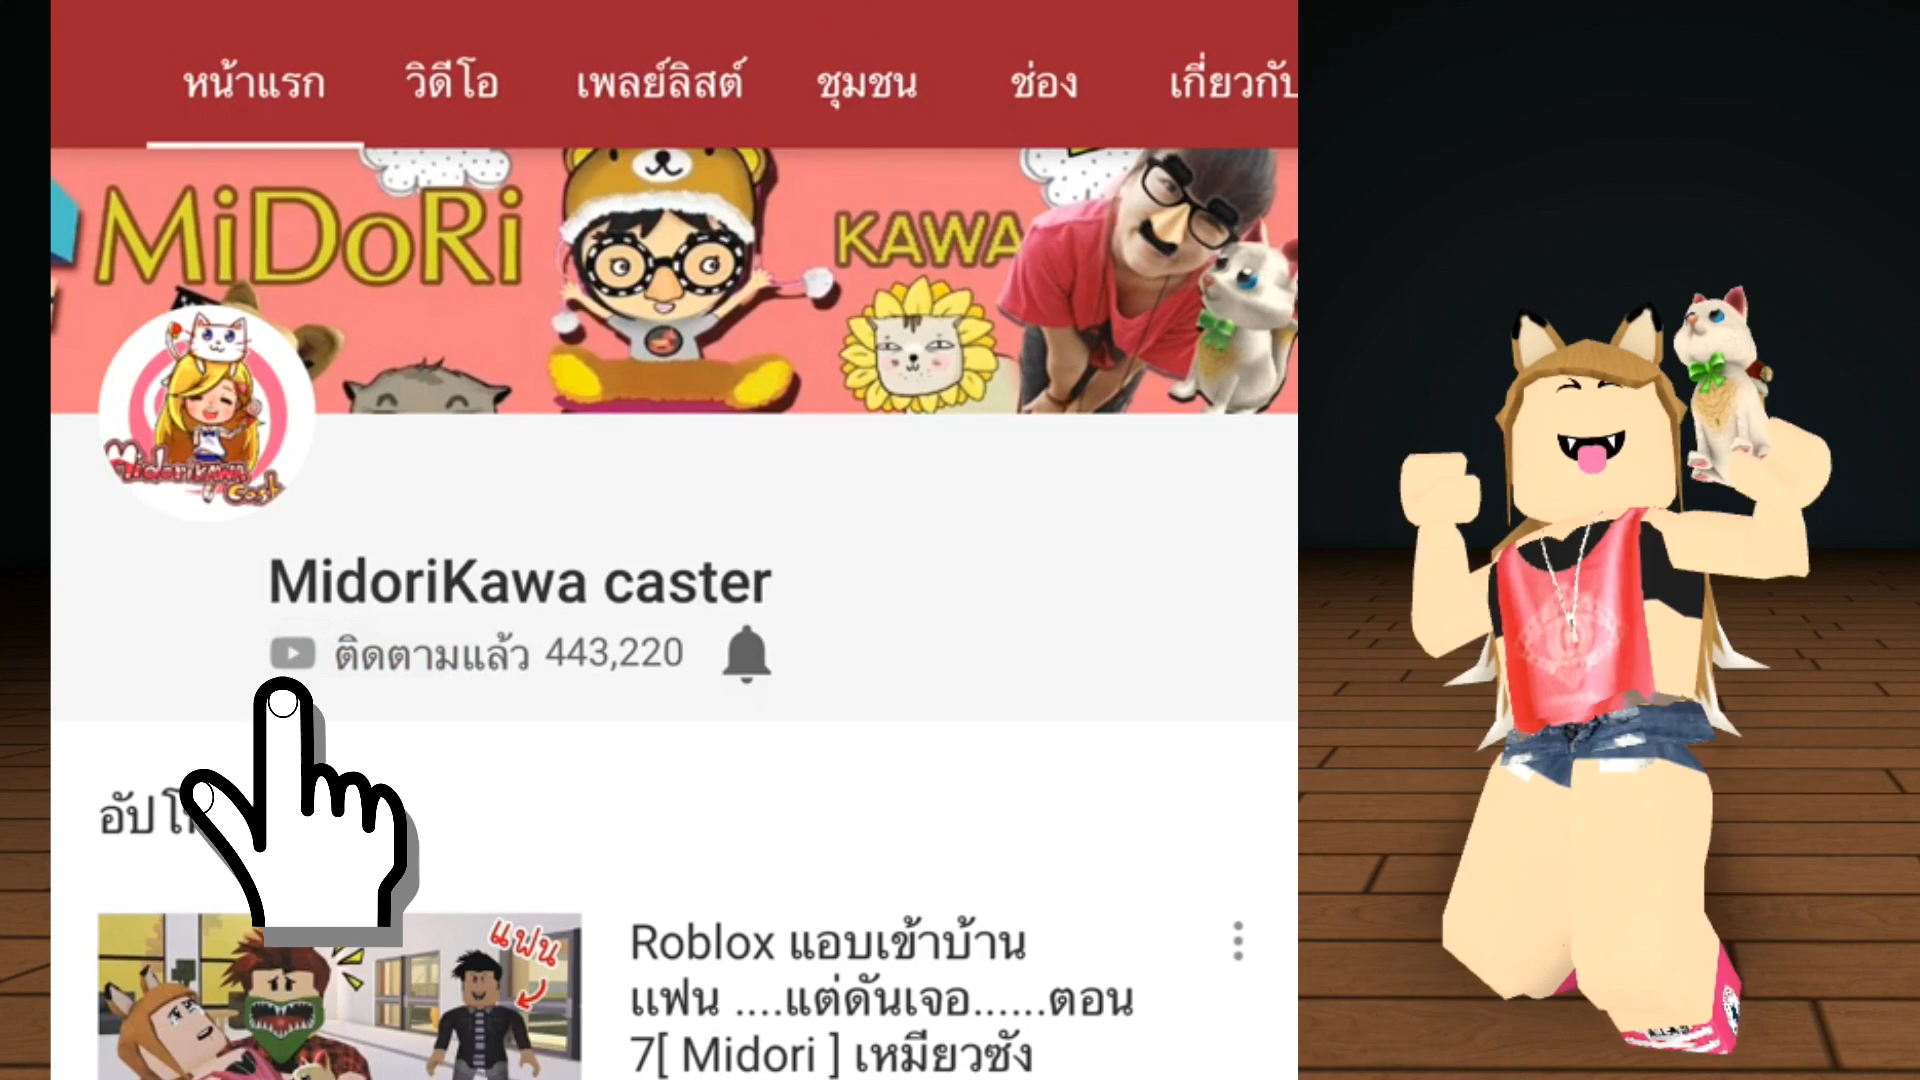 หน้าแรก วิดีโอ เพลย์ลิสต์ ชุมชน ช่อง เกี่ยวกับ
MiDoRi KAWA
Midorikawa
Cast
MidoriKawa caster
ติดตามแล้ว 443,220
อัปโ
แฟน
Roblox แอบเข้าบ้าน
แฟน ....แต่ดันเจอ......ตอน
7[ Midori ] เหมียวซัง